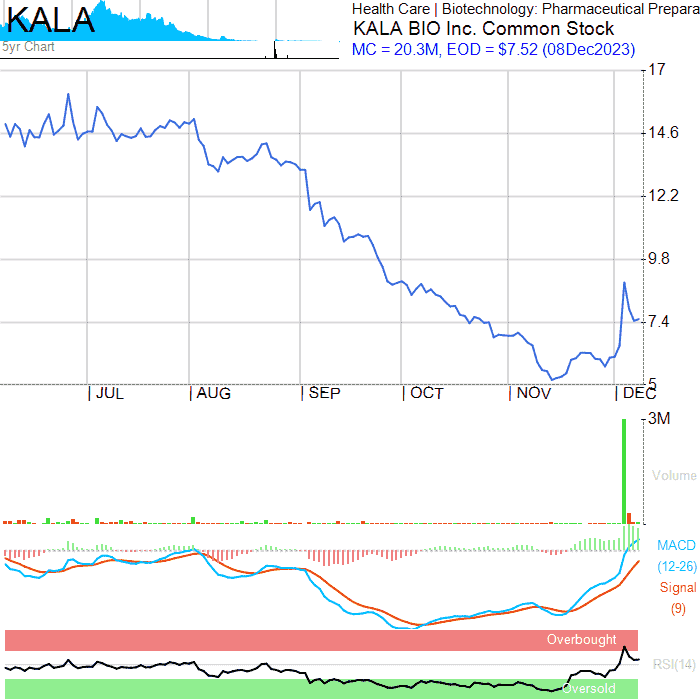 KALA
5yr Chart
Health Care | Biotechnology: Pharmaceutical Prepara
KALA BIO Inc. Common Stock
MC = 20.3M, EOD = $7.52 (08Dec2023)
17
14.6
12.2
9.8
7.4
5
JUL
AUG
SEP
OCT
NOV
DEC
3M
Volume
MACD
(12-26)
Signal
(9)
Overbought
RSI(14)
Oversold